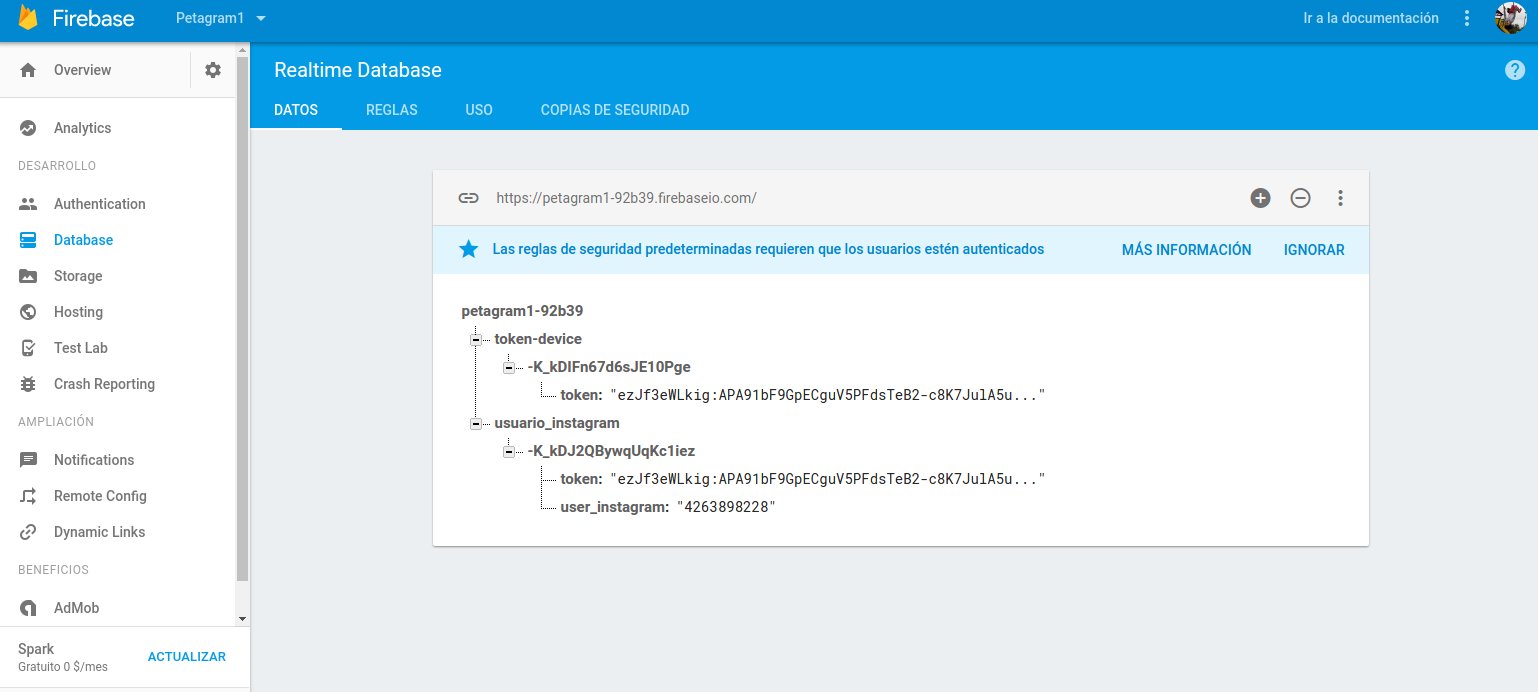 Firebase
Petagram1
Ir a la documentación
Overview
Analytics
DESARROLLO
Authentication
Database
Storage
Hosting
Test Lab
Crash Reporting
AMPLIACIÓN
Notifications
Remote Config
Dynamic Links
BENEFICIOS
AdMob
Spark
Gratuito 0 $/mes
ACTUALIZAR
Realtime Database
?
DATOS REGLAS USO COPIAS DE SEGURIDAD
https://petagram1-92b39.firebaseio.com/
Las reglas de seguridad predeterminadas requieren que los usuarios estén autenticados MÁS INFORMACIÓN IGNORAR
petagram1-92b39
token-device
-K_kDIFn67d6sJE10Pge
token: "ezJf3eWLkig:APA91bF9GpECguV5PFdsTeB2-c8K7JulA5u..."
usuario_instagram
-K_kDJ2QBywqUqKc1iez
token: "ezJf3eWLkig:APA91bF9GpECguV5PFdsTeB2-c8K7JulA5u..."
user_instagram: "4263898228"